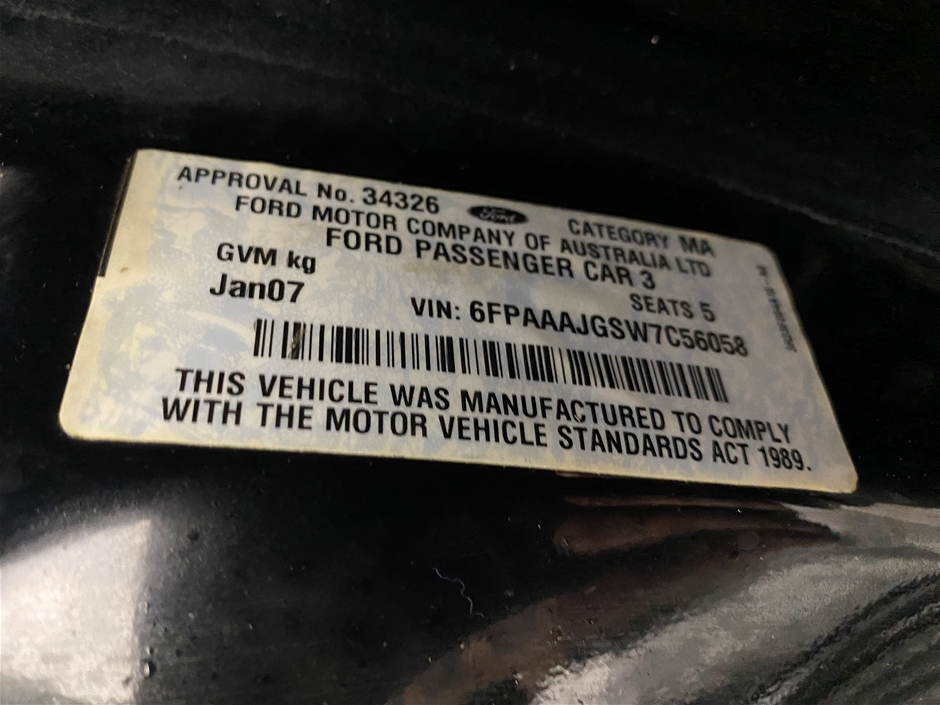 APPROVAL No. 34326 Ford CATEGORY MA
FORD MOTOR COMPANY OF AUSTRALIA LTD
FORD PASSENGER CAR 3
GVM kg SEATS 5
Jan07 VIN: 6FPAAAJGSW7C56058
THIS VEHICLE WAS MANUFACTURED TO COMPLY
WITH THE MOTOR VEHICLE STANDARDS ACT 1989.